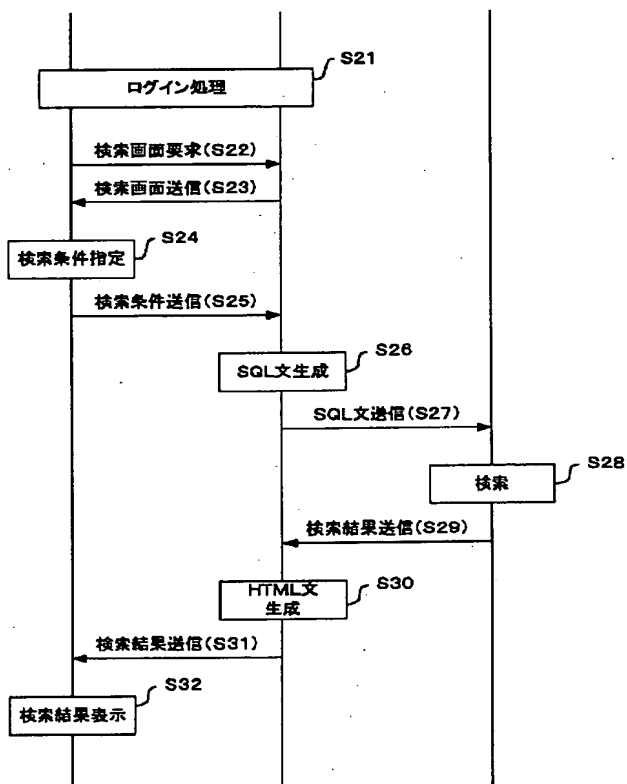 S21
ログイン処理
検索画面要求(S22)
検索画面送信(S23)
S24
検索条件指定
検索条件送信(S25)
S26
SQL文生成
SQL文送信(S27)
S28
検索
検索結果送信(S29)
S30
HTML文
生成
検索結果送信(S31)
S32
検索結果表示